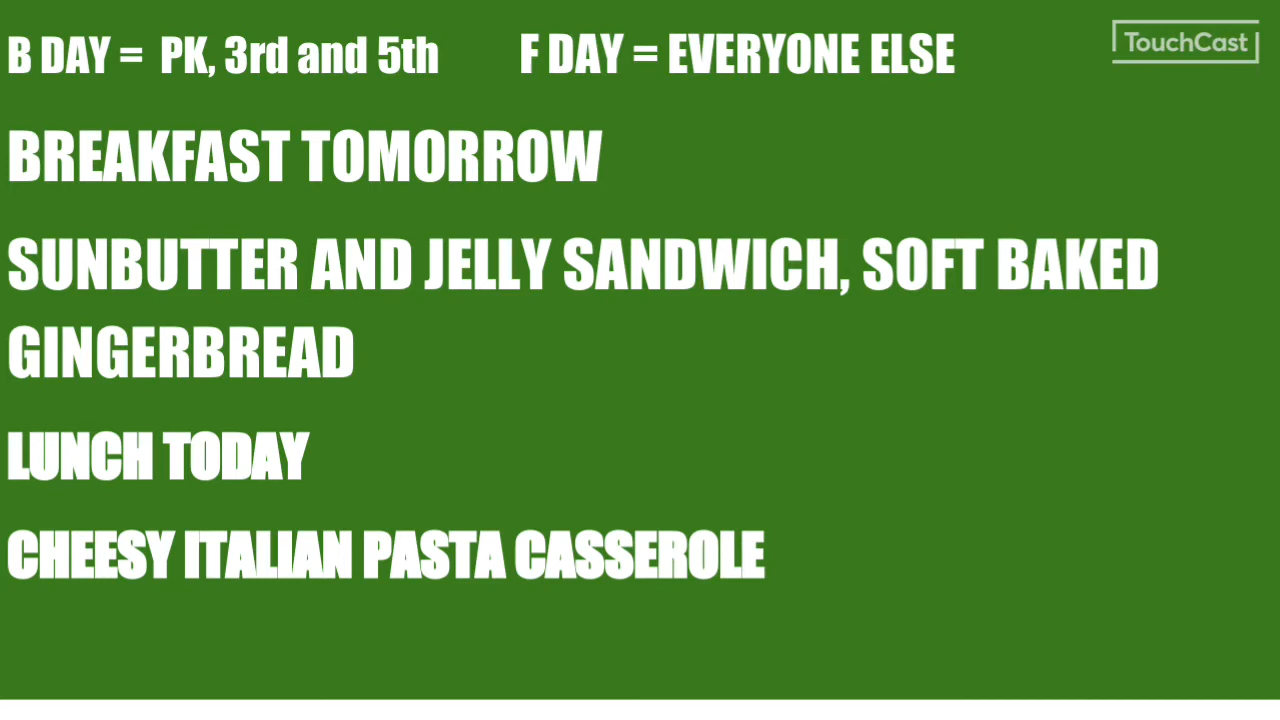 B DAY = PK, 3rd and 5th F DAY = EVERYONE ELSE
TouchCast
BREAKFAST TOMORROW
SUNBUTTER AND JELLY SANDWICH, SOFT BAKED
GINGERBREAD
LUNCH TODAY
CHEESY ITALIAN PASTA CASSEROLE